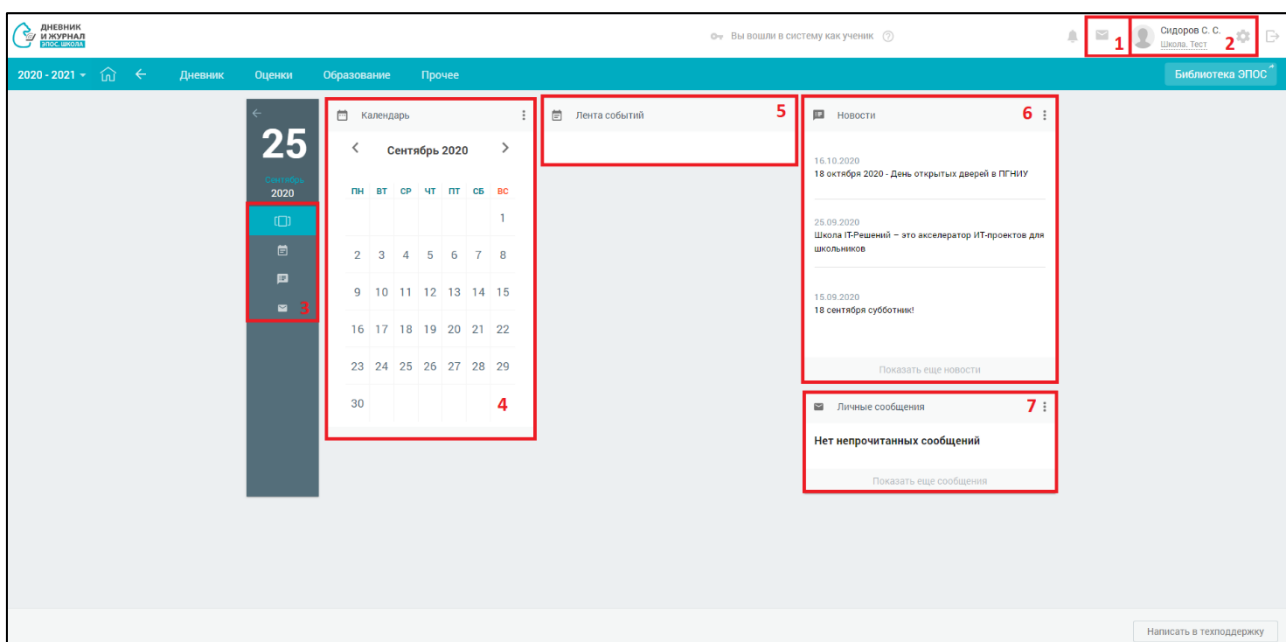 ДНЕВНИК
И ЖУРНАЛ
ЭПОС.ШКОЛА
Вы вошли в систему как ученик ?
1
Сидоров С. С.
Школа. Тест
2
2020 - 2021
Дневник
Оценки
Образование
Прочее
Библиотека ЭПОС
25
Сентябрь
2020
3
Календарь
Сентябрь 2020
ПН ВТ СР ЧТ ПТ СБ ВС
1
2 3 4 5 6 7 8
9 10 11 12 13 14 15
16 17 18 19 20 21 22
23 24 25 26 27 28 29
30
4
Лента событий
5
Новости
6
16.10.2020
18 октября 2020 - День открытых дверей в ПГНИУ
25.09.2020
Школа IT-Решений – это акселератор ИТ-проектов для
школьников
15.09.2020
18 сентября субботник!
Показать еще новости
Личные сообщения
7
Нет непрочитанных сообщений
Показать еще сообщения
Написать в техподдержку